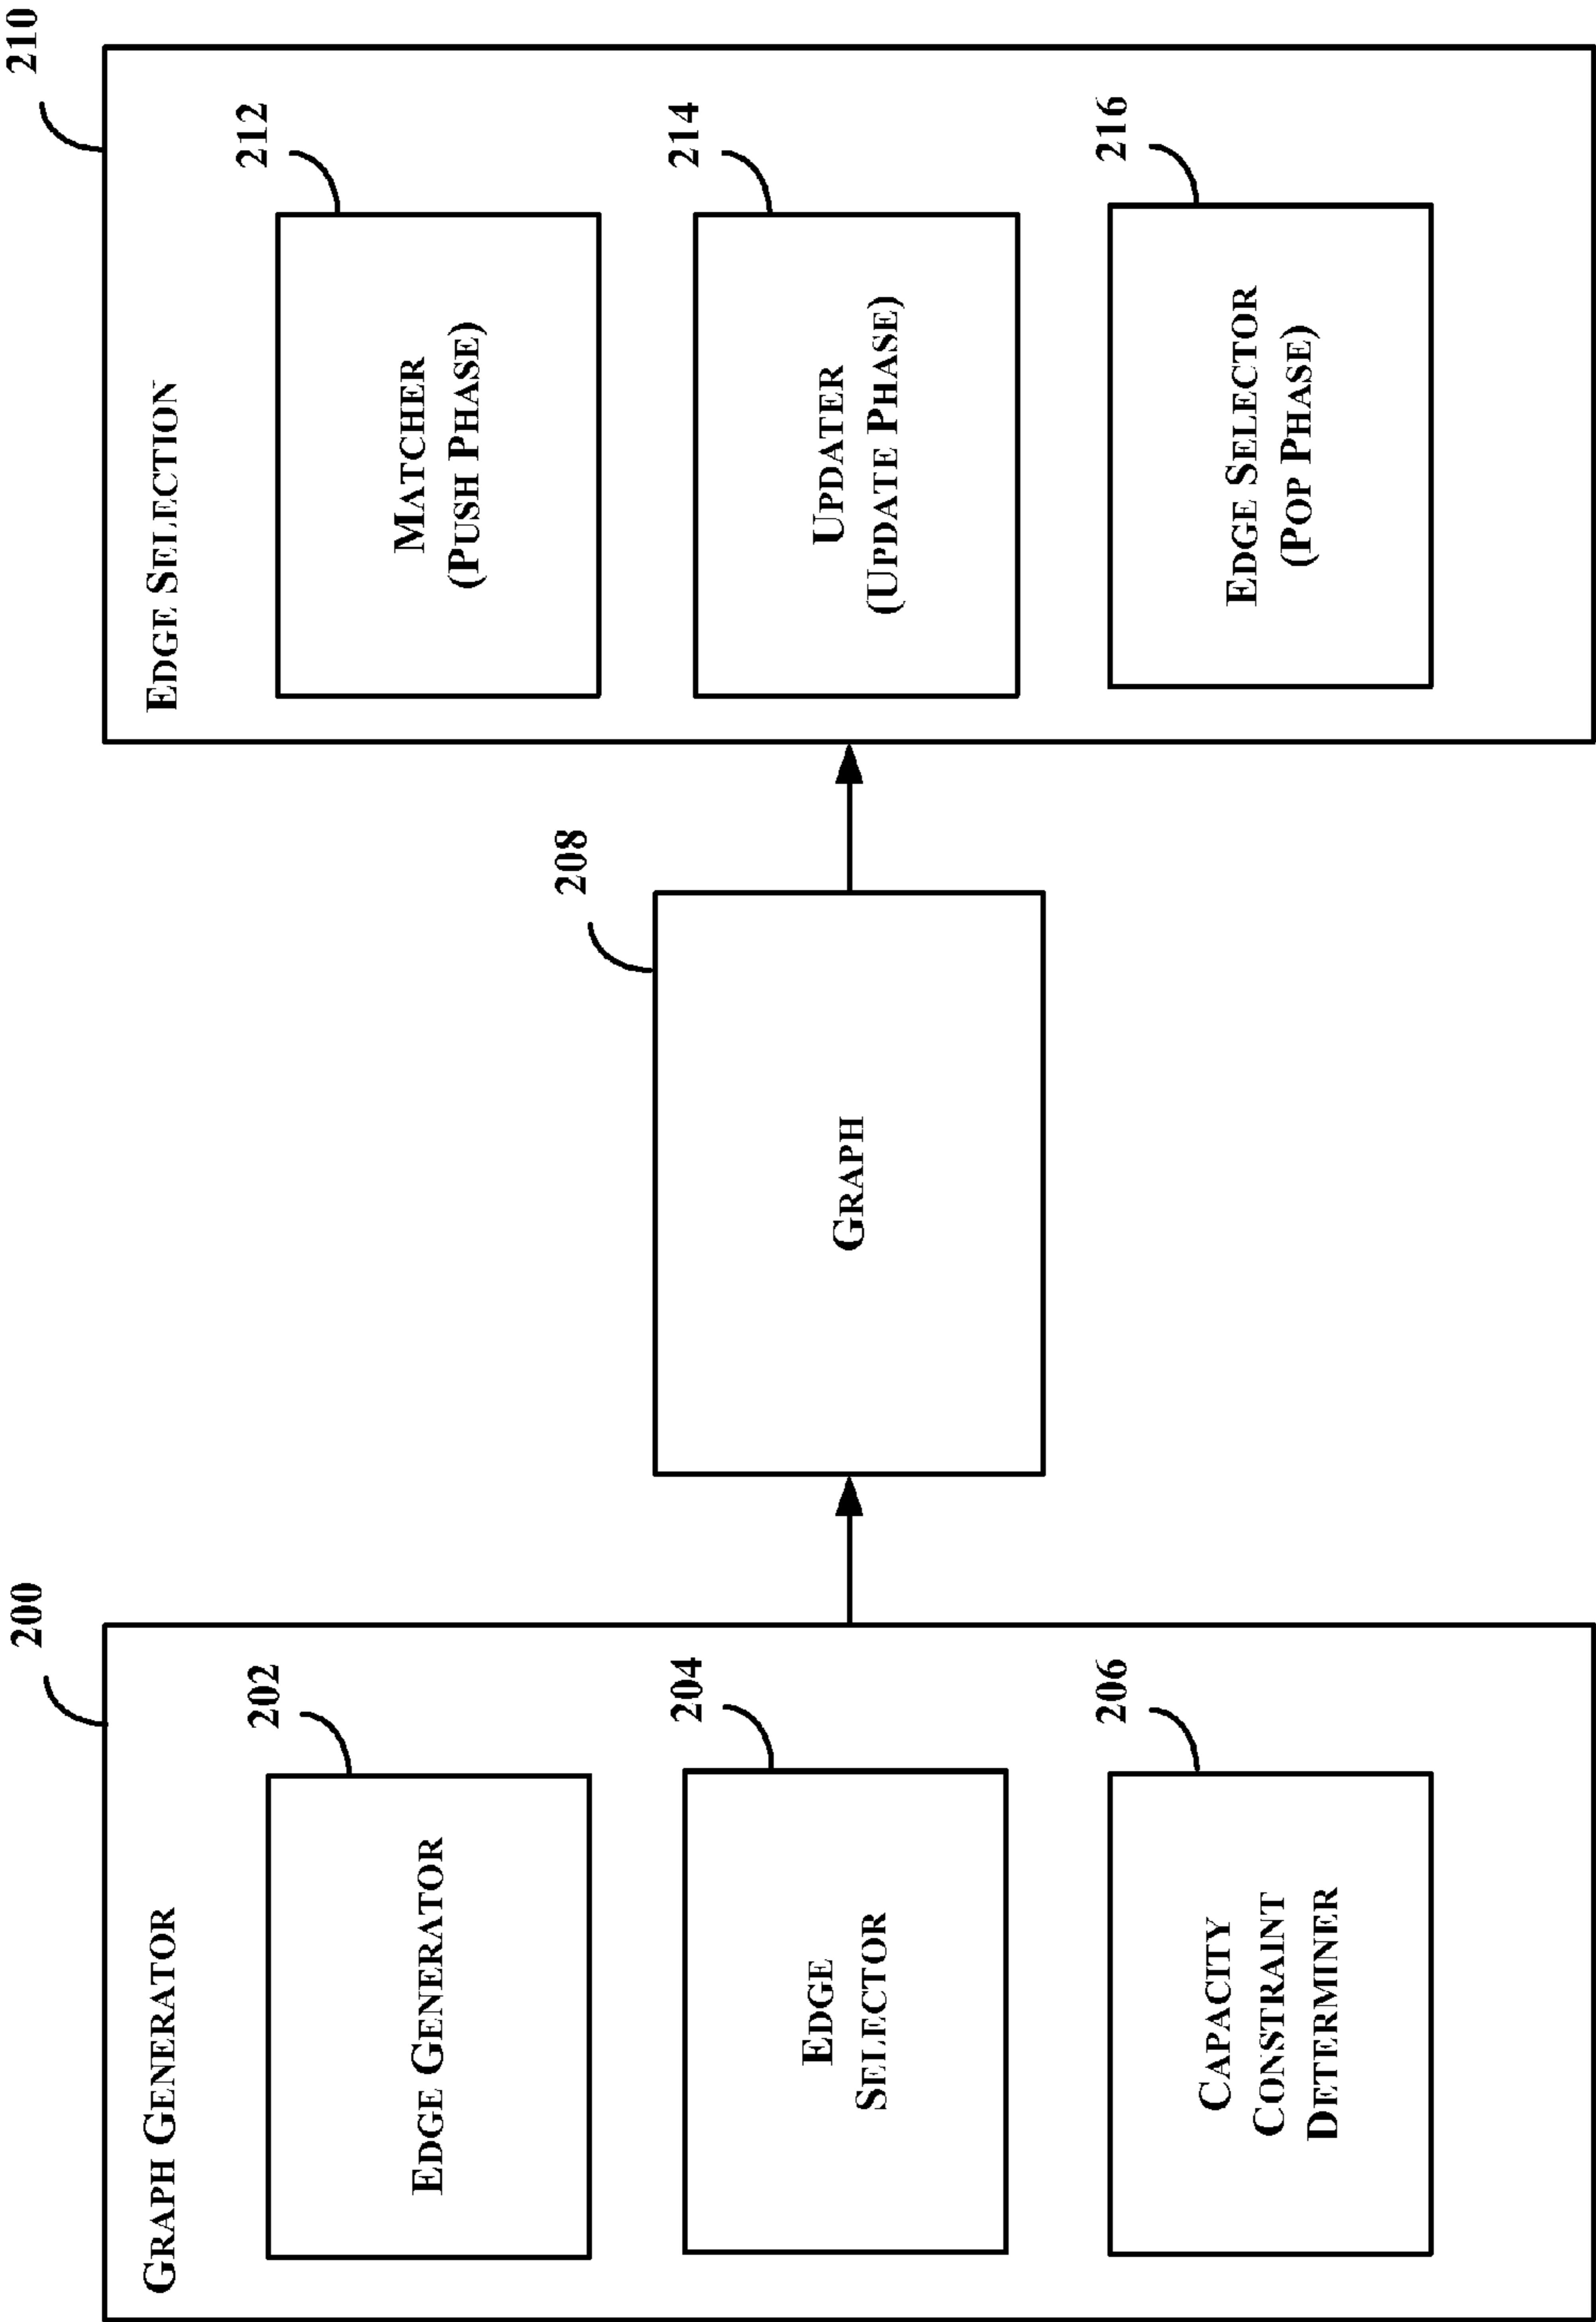 200
GRAPH GENERATOR
202
EDGE GENERATOR
204
EDGE
SELECTOR
206
CAPACITY
CONSTRAINT
DETERMINER
208
GRAPH
210
EDGE SELECTION
212
MATCHER
(PUSH PHASE)
214
UPDATER
(UPDATE PHASE)
216
EDGE SELECTOR
(POP PHASE)